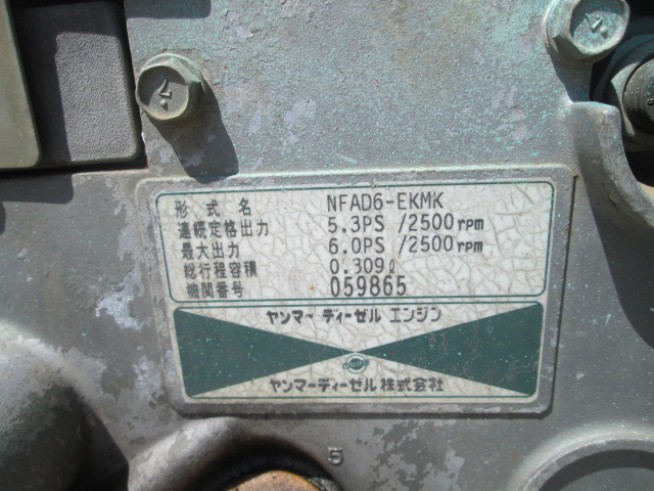 形式名 NFAD6-EKMK
連続定格出力 5.3PS /2500rpm
最大出力 6.0PS /2500rpm
総行程容積 0.309ℓ
機関番号 059865
ヤンマー ディーゼル エンジン
ヤンマーディーゼル株式会社
5